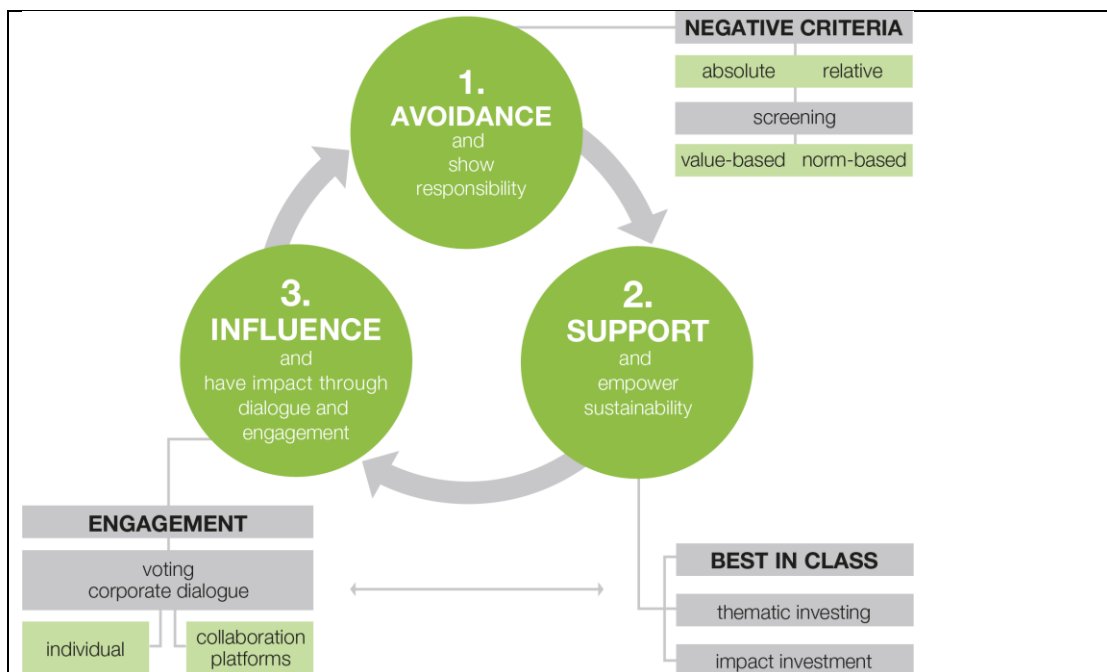 NEGATIVE CRITERIA
absolute relative
screening
value-based norm-based
1.
AVOIDANCE
and
show
responsibility
2.
SUPPORT
and
empower
sustainability
3.
INFLUENCE
and
have impact through
dialogue and
engagement
ENGAGEMENT
voting
corporate dialogue
individual
collaboration
platforms
BEST IN CLASS
thematic investing
impact investment